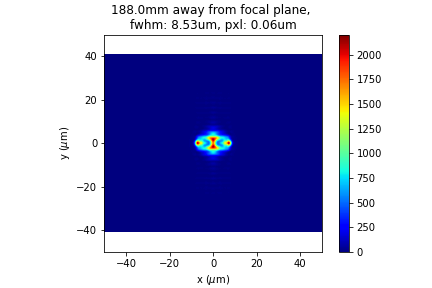 188.0mm away from focal plane,
fwhm: 8.53um, pxl: 0.06um
40
20
0
−20
−40
y (μm)
−40 −20 0 20 40
x (μm)
2000
1750
1500
1250
1000
750
500
250
0